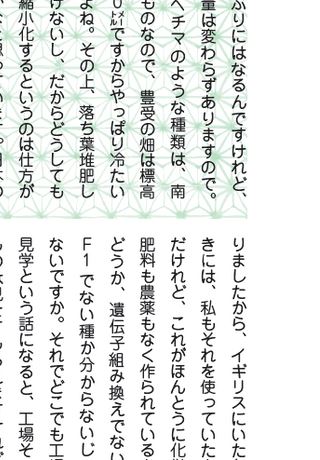 りにはなるんですけれど、
量は変わらずありますので。
ヘチマのような種類は、南
ものなので、豊受の畑は標高
0㍍ですからやっぱり冷たい
よね。その上、落ち葉堆肥し
けないし、だからどうしても
縮小化するというのは仕方が
りましたから、イギリスにいた
きには、私もそれを使っていた
だけれど、これがほんとうに化
肥料も農薬もなく作られている
どうか、遺伝子組み換えでない
F1でない種か分からないじ
ないですか。それでどこでも工
見学という話になると、工場そ